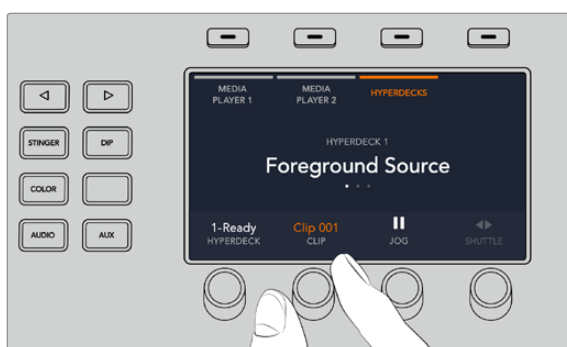 MEDIA PLAYER 1
MEDIA PLAYER 2
HYPERDECKS
STINGER
DIP
HYPERDECK 1
Foreground Source
COLOR
1-Ready
Clip 001
HYPERDECK
CLIP
JOG
SHUTTLE
AUDIO
AUX